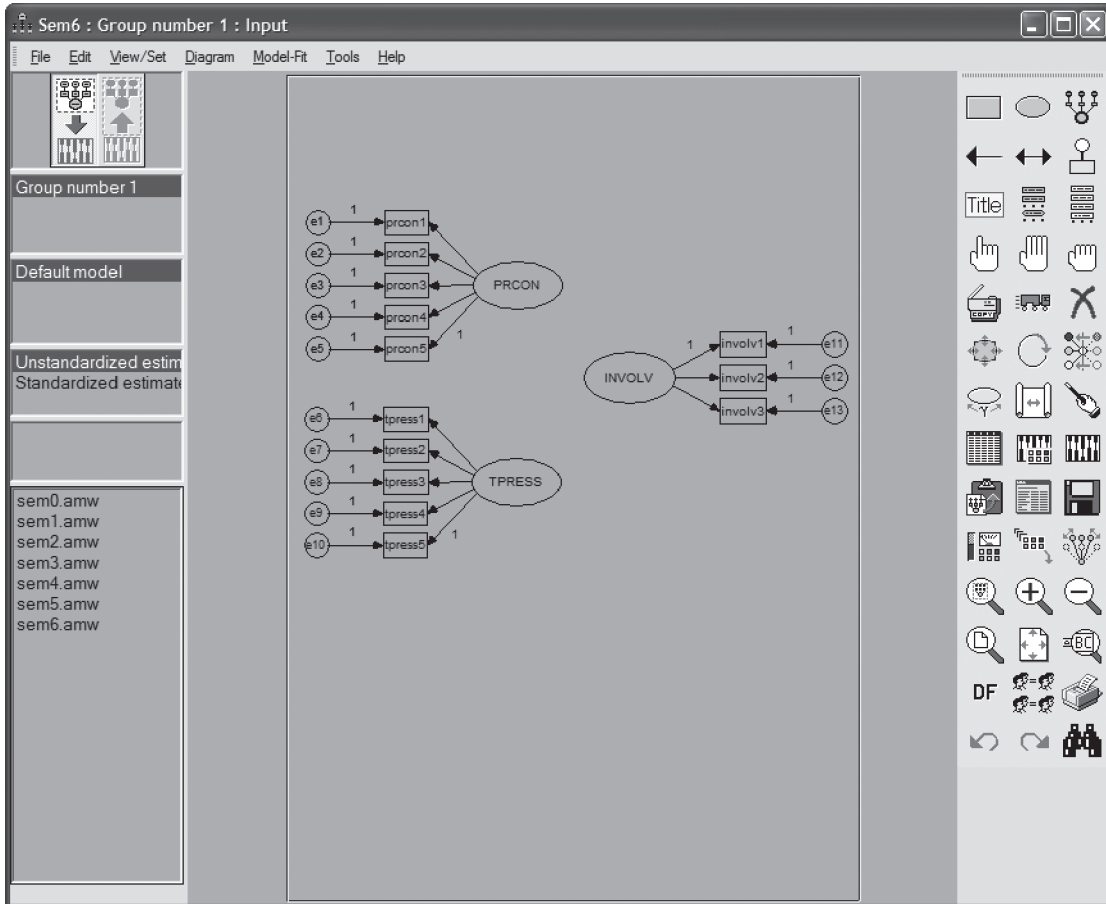 Sem6 : Group number 1 : Input
File Edit View/Set Diagram Model-Fit Tools Help
Group number 1
Default model
Unstandardized estim
Standardized estimate
sem0.amw
sem1.amw
sem2.amw
sem3.amw
sem4.amw
sem5.amw
sem6.amw
e1 1 prcon1
e2 1 prcon2
e3 1 prcon3
e4 1 prcon4
e5 1 prcon5
1
PRCON
e6 1 tpress1
e7 1 tpress2
e8 1 tpress3
e9 1 tpress4
e10 1 tpress5
1
TPRESS
INVOLV
1
involv1 1 e11
involv2 1 e12
involv3 1 e13
Title
COPY
γ
BC
DF